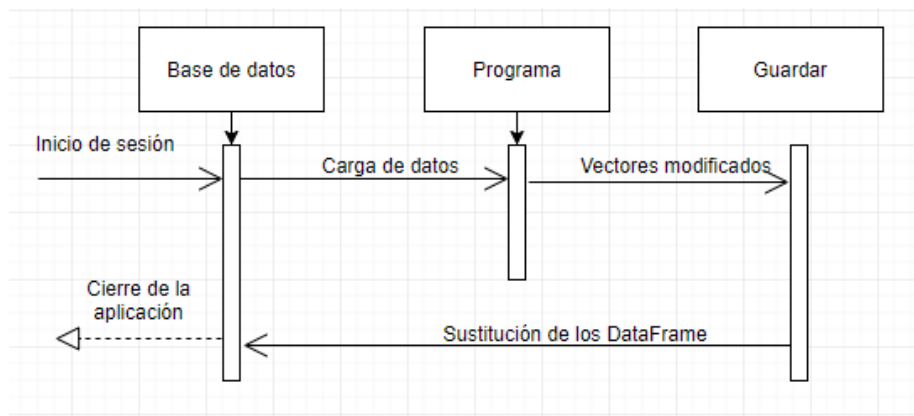 Base de datos
Programa
Guardar
Inicio de sesión
Carga de datos
Vectores modificados
Cierre de la
aplicación
Sustitución de los DataFrame